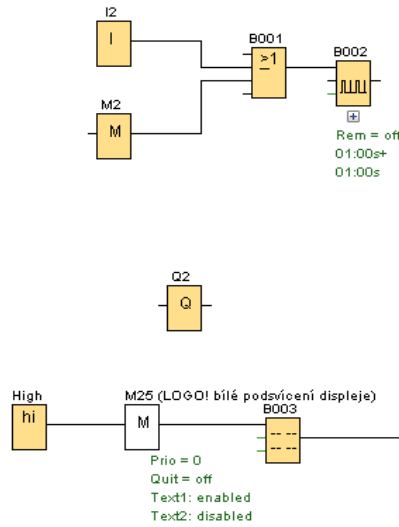 I2
I
B001
≥1
B002
M2
M
Rem = off
01:00s+
01:00s
Q2
Q
High
hi
M25 (LOGO! bílé podsvícení displeje)
M
B003
Prio = 0
Quit = off
Text1: enabled
Text2: disabled